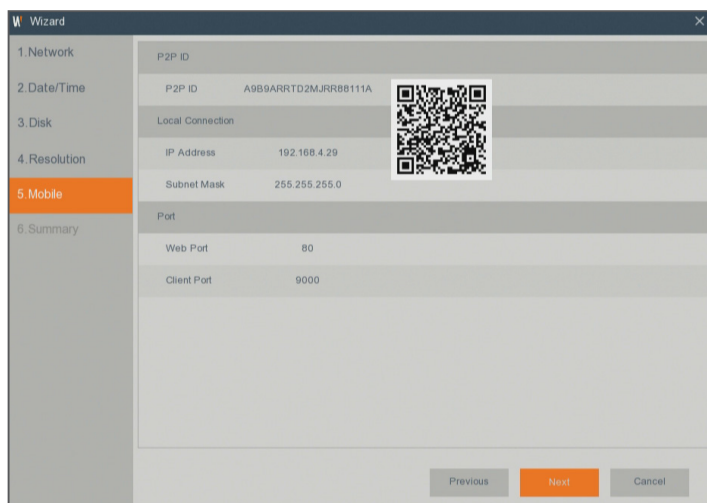 Wizard
1.Network
2.Date/Time
3.Disk
4.Resolution
5.Mobile
6.Summary
P2P ID
P2P ID A9B9ARRTD2MJRR88111A
Local Connection
IP Address 192.168.4.29
Subnet Mask 255.255.255.0
Port
Web Port 80
Client Port 9000
Previous Next Cancel